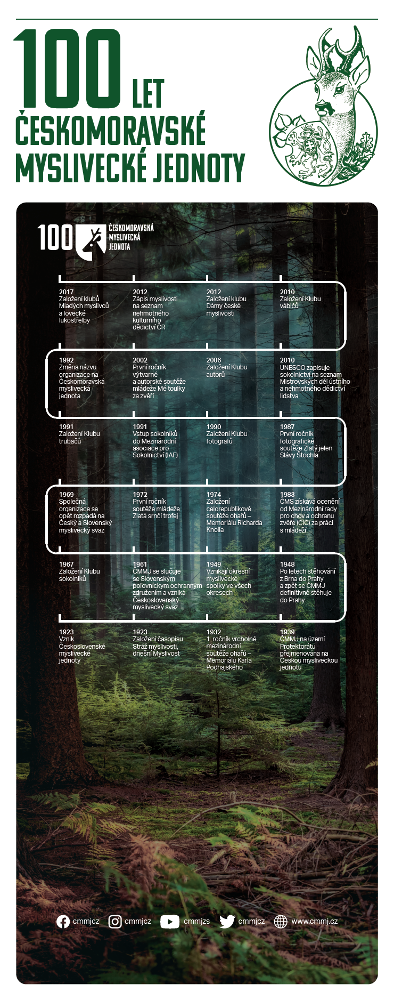 100 LET
ČESKOMORAVSKÉ
MYSLIVECKÉ JEDNOTY
100
ČESKOMORAVSKÁ
MYSLIVECKÁ
JEDNOTA
2017
Založení klubů
Mladých myslivců
a lovecké
lukostřelby
2012
Zápis myslivosti
na seznam
nehmotného
kulturního
dědictví ČR
2012
Založení klubu
Dámy české
myslivosti
2010
Založení Klubu
vábičů
1992
Změna názvu
organizace na
Českomoravská
myslivecká
jednota
2002
První ročník
výtvarné
a autorské soutěže
mládeže Mé toulky
za zvěří
2006
Založení Klubu
autorů
2010
UNESCO zapisuje
sokolnictví na seznam
Mistrovských děl ústního
a nehmotného dědictví
lidstva
1991
Založení Klubu
trubačů
1991
Vstup sokolníků
do Mezinárodní
asociace pro
Sokolnictví (IAF)
1990
Založení Klubu
fotografů
1987
První ročník
fotografické
soutěže Zlatý jelen
Slávy Štochla
1969
Společná
organizace se
opět rozpadá na
Český a Slovenský
myslivecký svaz
1972
První ročník
soutěže mládeže
Zlatá srnčí trofej
1974
Založení
celorepublikové
soutěže ohařů –
Memoriálu Richarda
Knolla
1983
ČMS získává ocenění
od Mezinárodní rady
pro chov a ochranu
zvěře (CIC) za práci
s mládeží
1967
Založení Klubu
sokolníků
1961
ČMMJ se slučuje
se Slovenským
poľovníckym ochranným
združením a vzniká
Československý
myslivecký svaz
1949
Vznikají okresní
myslivecké
spolky ve všech
okresech
1948
Po letech stěhování
z Brna do Prahy
a zpět se ČMMJ
definitivně stěhuje
do Prahy
1923
Vznik
Československé
myslivecké
jednoty
1923
Založení časopisu
Stráž myslivosti,
dnešní Myslivost
1932
1. ročník vrcholné
mezinárodní
soutěže ohařů –
Memoriálu Karla
Podhajského
1939
ČMMJ na území
Protektorátu
přejmenována na
Českou mysliveckou
jednotu
cmmjcz
cmmjcz
cmmjzs
cmmjcz
www.cmmj.cz